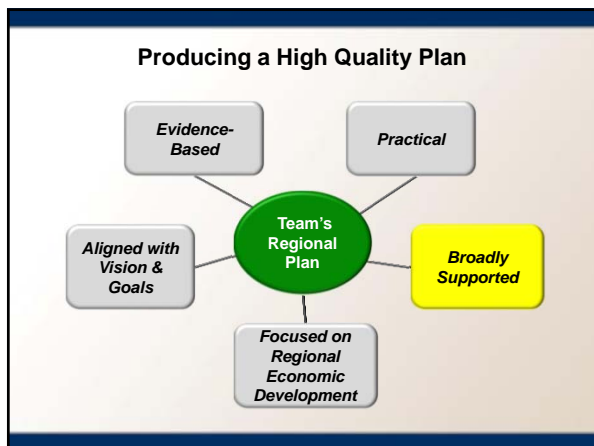 Producing a High Quality Plan
Evidence-
Based
Practical
Team's
Regional
Plan
Aligned with
Vision &
Goals
Broadly
Supported
Focused on
Regional
Economic
Development